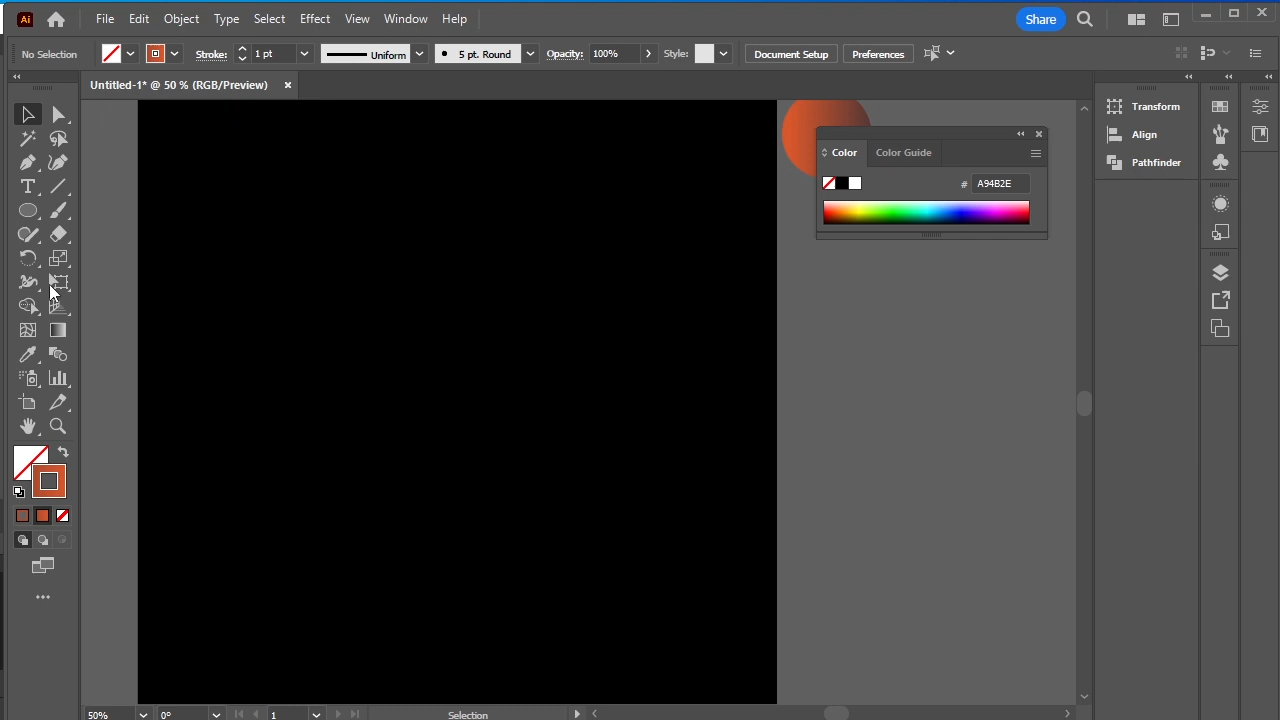 Ai File Edit Object Type Select Effect View Window Help Share
No Selection Stroke: 1 pt Uniform 5 pt. Round Opacity: 100% Style: Document Setup Preferences
Untitled-1* @ 50 % (RGB/Preview) ×
Transform
Align
Pathfinder
Color Color Guide
# A94B2E
50% 0° 1 Selection